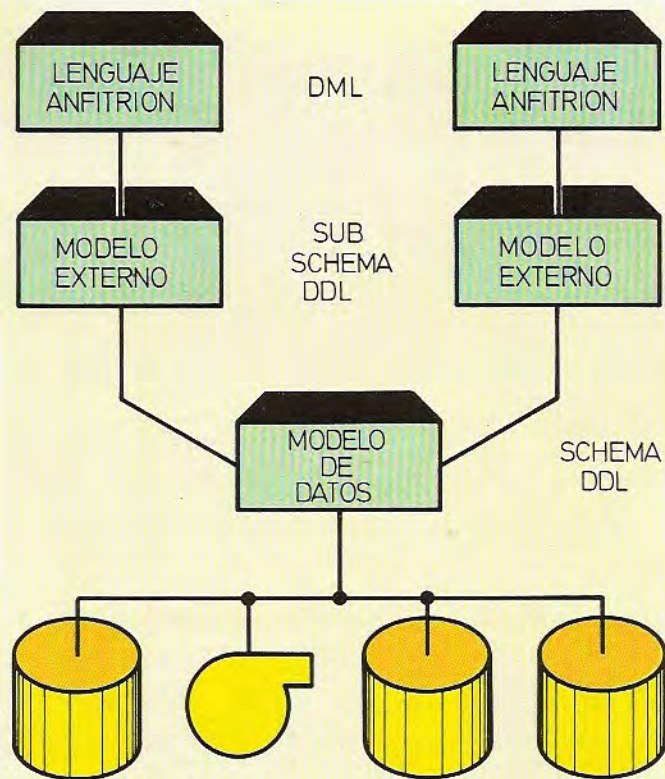 LENGUAJE
ANFITRION
DML
LENGUAJE
ANFITRION
MODELO
EXTERNO
SUB
SCHEMA
DDL
MODELO
EXTERNO
MODELO
DE
DATOS
SCHEMA
DDL